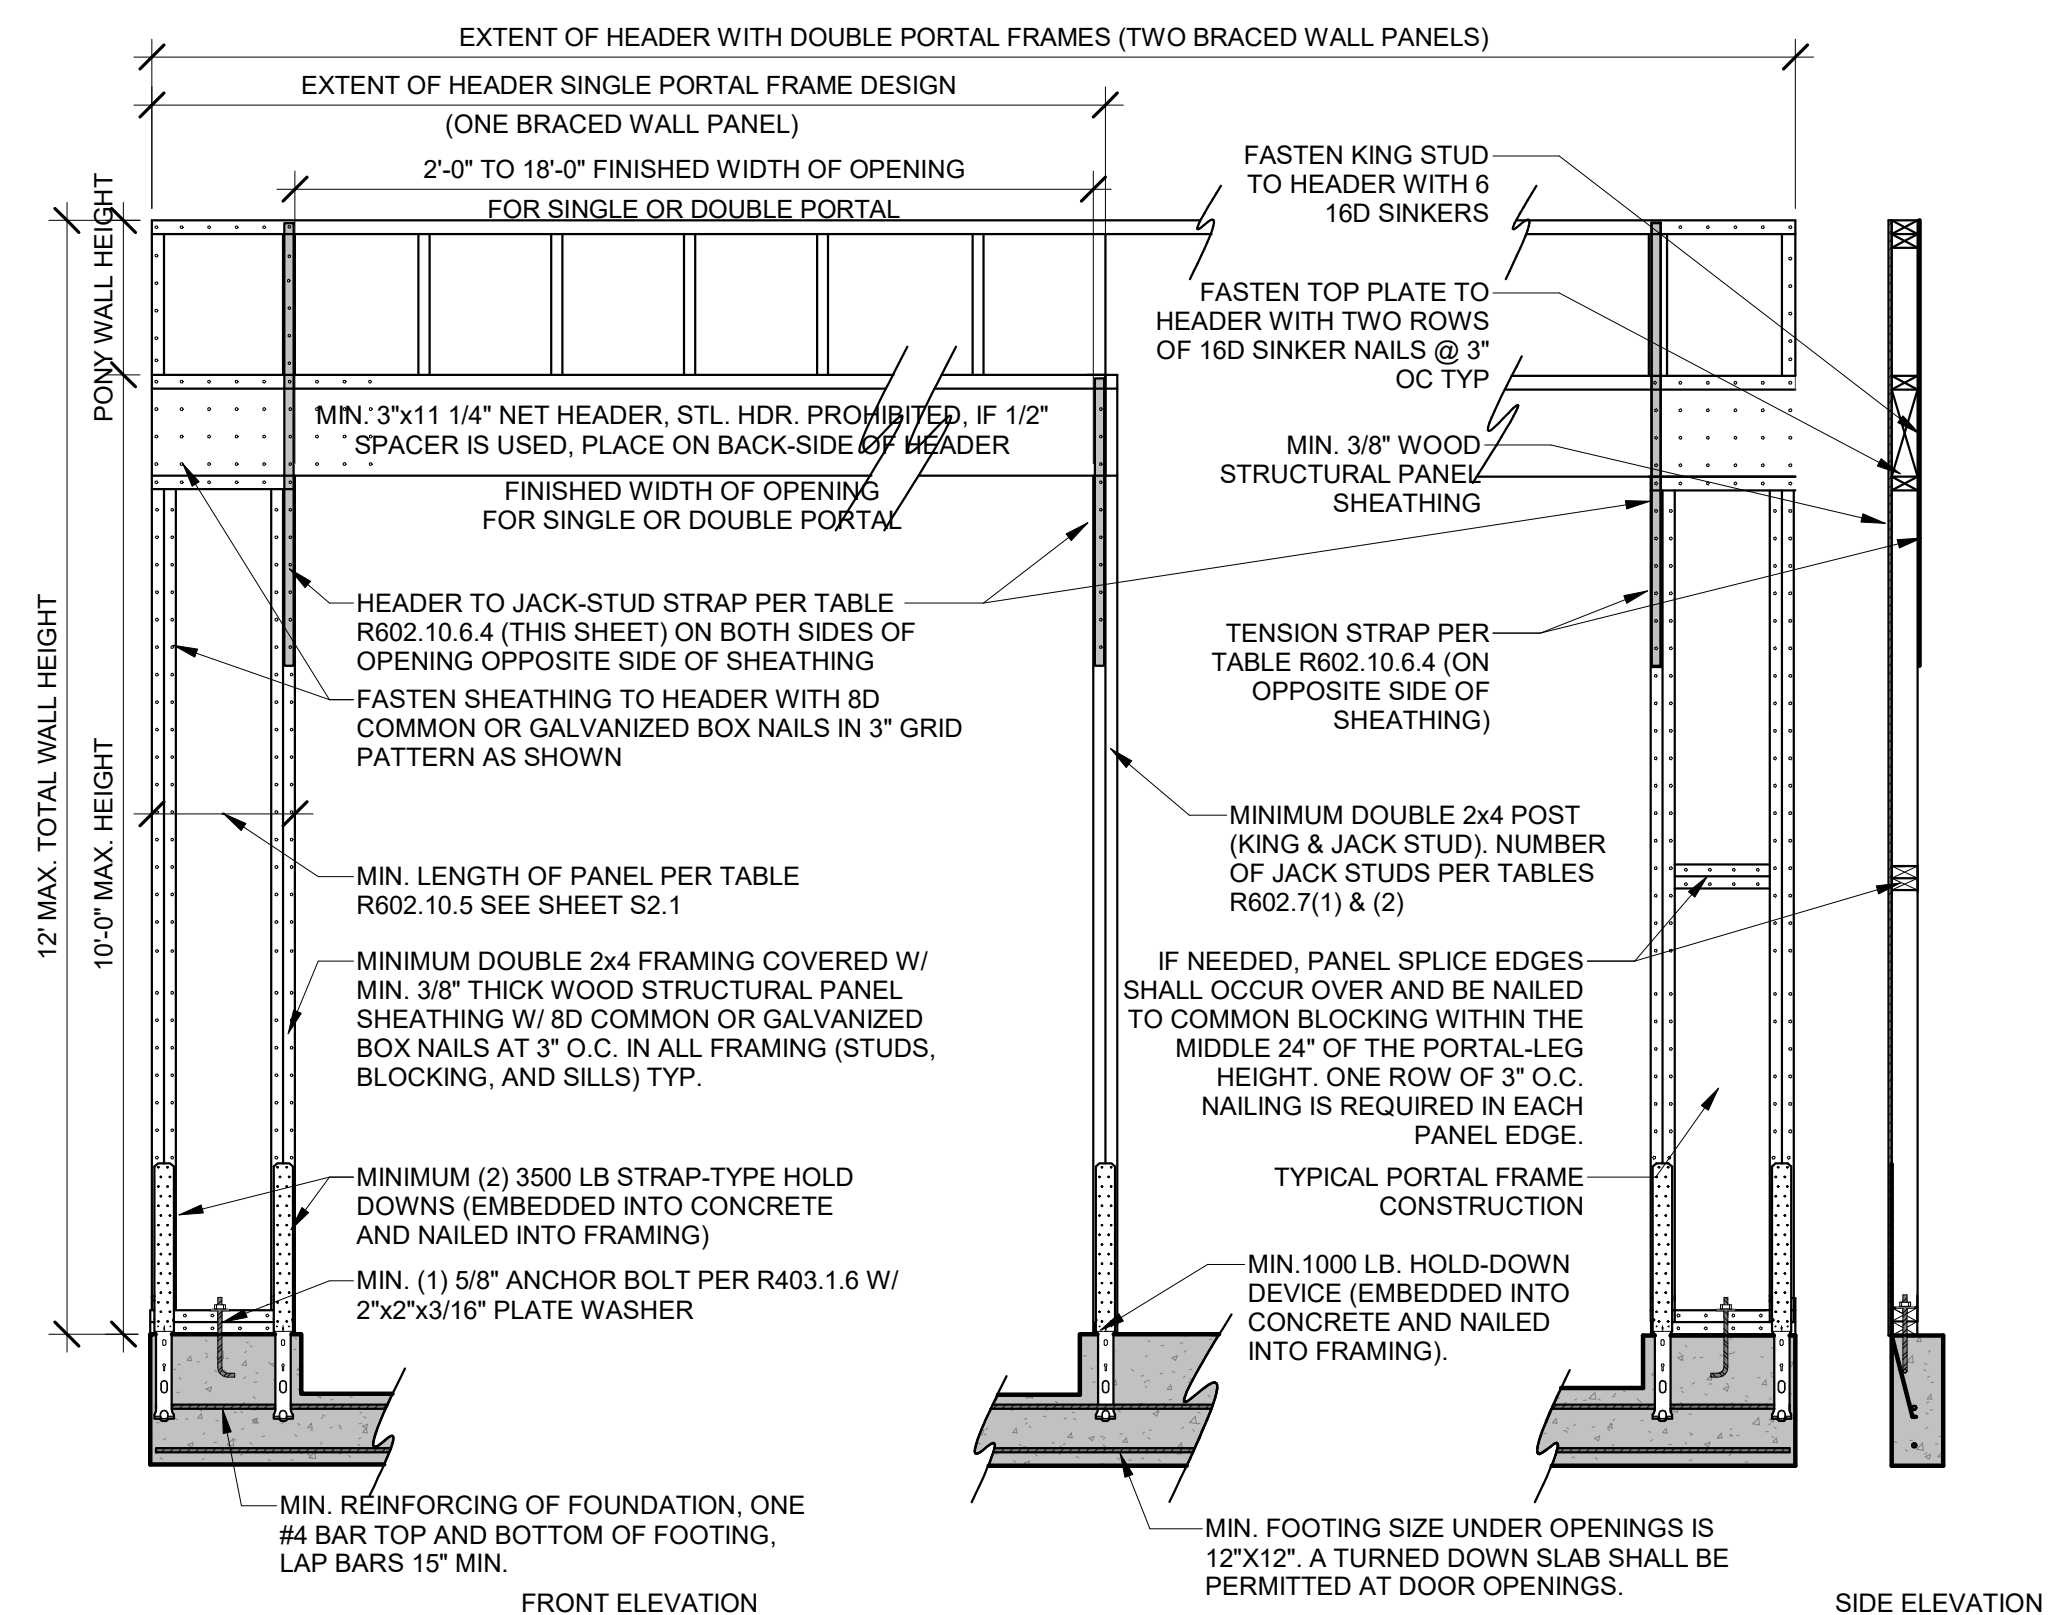 EXTENT OF HEADER WITH DOUBLE PORTAL FRAMES (TWO BRACED WALL PANELS)
EXTENT OF HEADER SINGLE PORTAL FRAME DESIGN
(ONE BRACED WALL PANEL)
2'-0" TO 18'-0" FINISHED WIDTH OF OPENING
FOR SINGLE OR DOUBLE PORTAL
FASTEN KING STUD
TO HEADER WITH 6
16D SINKERS
PONY WALL HEIGHT
FASTEN TOP PLATE TO
HEADER WITH TWO ROWS
OF 16D SINKER NAILS @ 3"
OC TYP
MIN. 3"x11 1/4" NET HEADER, STL. HDR. PROHIBITED, IF 1/2"
SPACER IS USED, PLACE ON BACK-SIDE OF HEADER
MIN. 3/8" WOOD
STRUCTURAL PANEL
SHEATHING
FINISHED WIDTH OF OPENING
FOR SINGLE OR DOUBLE PORTAL
12' MAX. TOTAL WALL HEIGHT
10'-0" MAX. HEIGHT
HEADER TO JACK-STUD STRAP PER TABLE
R602.10.6.4 (THIS SHEET) ON BOTH SIDES OF
OPENING OPPOSITE SIDE OF SHEATHING
TENSION STRAP PER
TABLE R602.10.6.4 (ON
OPPOSITE SIDE OF
SHEATHING)
FASTEN SHEATHING TO HEADER WITH 8D
COMMON OR GALVANIZED BOX NAILS IN 3" GRID
PATTERN AS SHOWN
MINIMUM DOUBLE 2x4 POST
(KING & JACK STUD). NUMBER
OF JACK STUDS PER TABLES
R602.7(1) & (2)
MIN. LENGTH OF PANEL PER TABLE
R602.10.5 SEE SHEET S2.1
MINIMUM DOUBLE 2x4 FRAMING COVERED W/
MIN. 3/8" THICK WOOD STRUCTURAL PANEL
SHEATHING W/ 8D COMMON OR GALVANIZED
BOX NAILS AT 3" O.C. IN ALL FRAMING (STUDS,
BLOCKING, AND SILLS) TYP.
IF NEEDED, PANEL SPLICE EDGES
SHALL OCCUR OVER AND BE NAILED
TO COMMON BLOCKING WITHIN THE
MIDDLE 24" OF THE PORTAL-LEG
HEIGHT. ONE ROW OF 3" O.C.
NAILING IS REQUIRED IN EACH
PANEL EDGE.
MINIMUM (2) 3500 LB STRAP-TYPE HOLD
DOWNS (EMBEDDED INTO CONCRETE
AND NAILED INTO FRAMING)
TYPICAL PORTAL FRAME
CONSTRUCTION
MIN. (1) 5/8" ANCHOR BOLT PER R403.1.6 W/
2"x2"x3/16" PLATE WASHER
MIN.1000 LB. HOLD-DOWN
DEVICE (EMBEDDED INTO
CONCRETE AND NAILED
INTO FRAMING).
MIN. REINFORCING OF FOUNDATION, ONE
#4 BAR TOP AND BOTTOM OF FOOTING,
LAP BARS 15" MIN.
MIN. FOOTING SIZE UNDER OPENINGS IS
12"X12". A TURNED DOWN SLAB SHALL BE
PERMITTED AT DOOR OPENINGS.
FRONT ELEVATION
SIDE ELEVATION